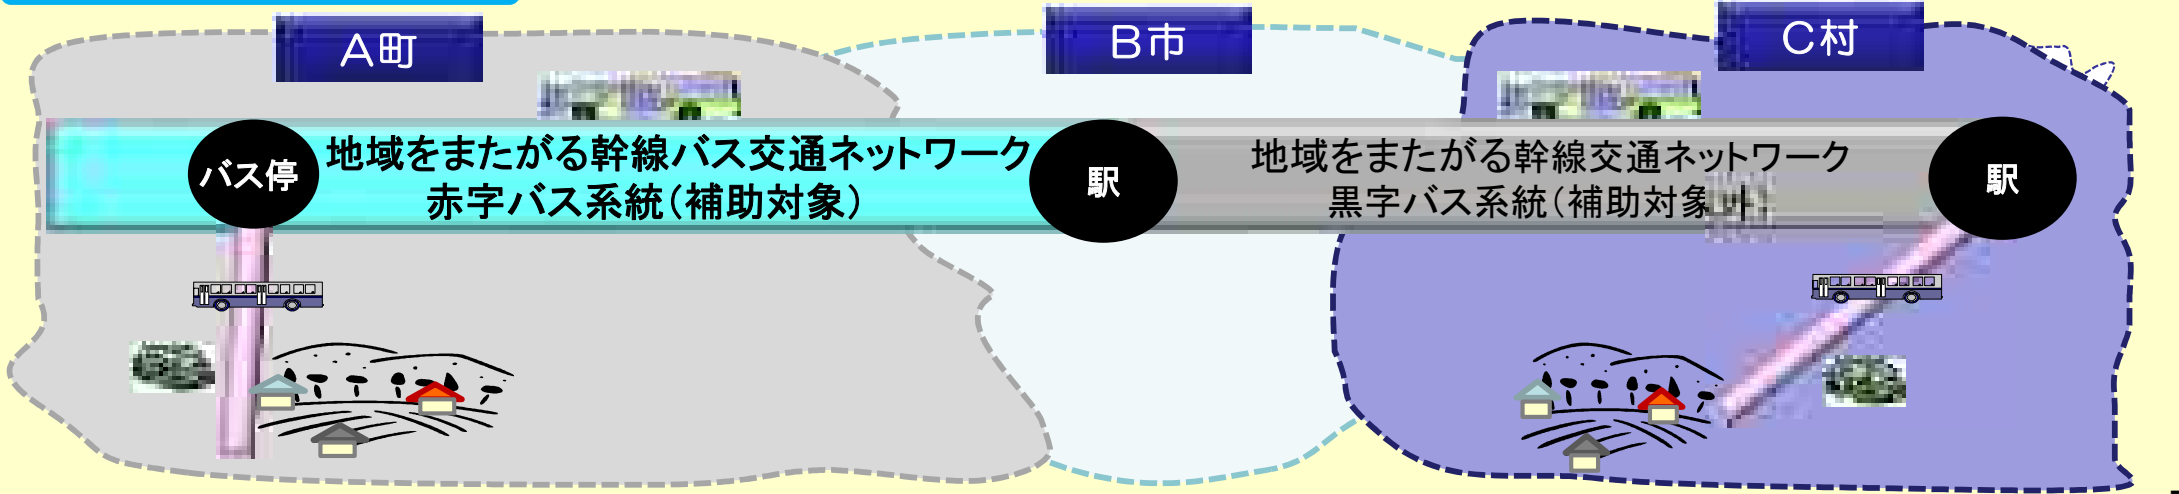 A町
B市
C村
バス停
地域をまたがる幹線バス交通ネットワーク
赤字バス系統(補助対象)
駅
地域をまたがる幹線交通ネットワーク
黒字バス系統(補助対象外)
駅